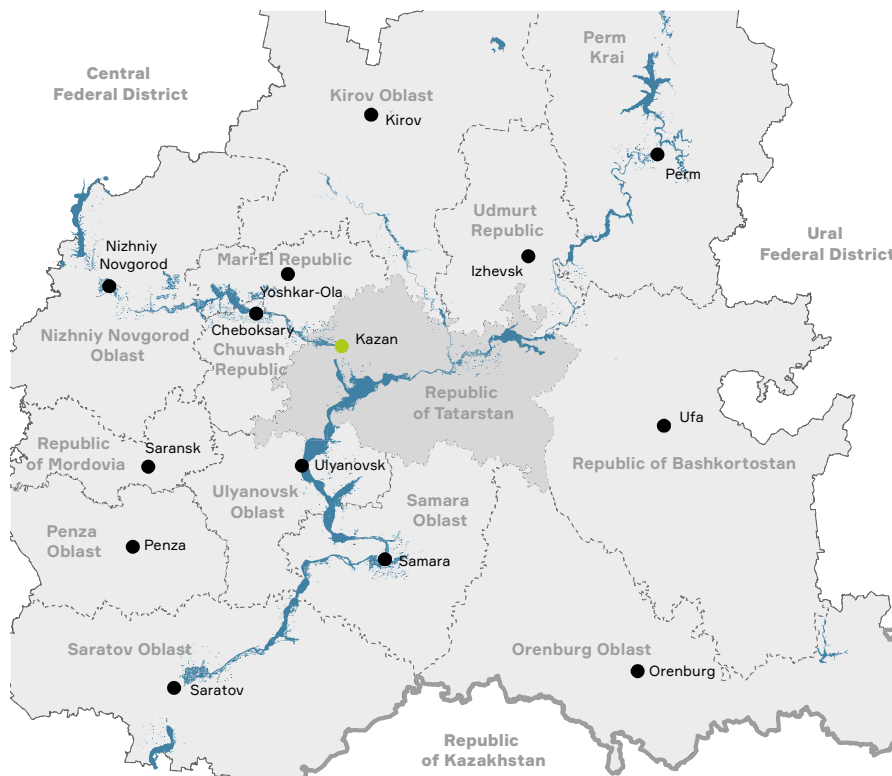 Perm
Krai
Central
Federal District
Kirov Oblast
Kirov
Perm
Udmurt
Republic
Ural
Federal District
Nizhniy
Novgorod
Mari El Republic
Izhevsk
Yoshkar-Ola
Cheboksary
Nizhniy Novgorod
Oblast
Chuvash
Republic
Kazan
Republic
of Tatarstan
Ufa
Republic
of Mordovia
Saransk
Ulyanovsk
Republic of Bashkortostan
Ulyanovsk
Oblast
Samara
Oblast
Penza
Oblast
Penza
Samara
Saratov Oblast
Orenburg Oblast
Orenburg
Saratov
Republic
of Kazakhstan